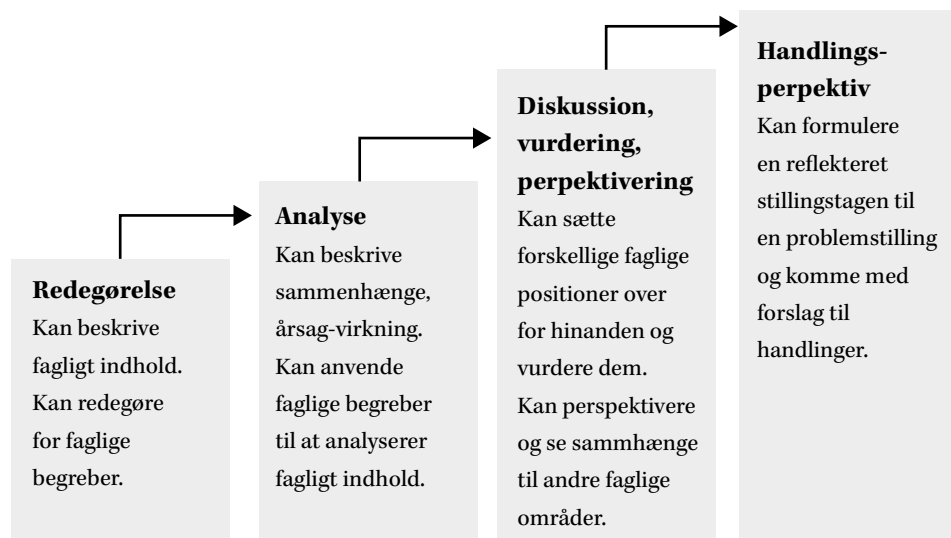 Redegørelse
Kan beskrive
fagligt indhold.
Kan redegøre
for faglige
begreber.
Analyse
Kan beskrive
sammenhænge,
årsag-virkning.
Kan anvende
faglige begreber
til at analyserer
fagligt indhold.
Diskussion,
vurdering,
perpektivering
Kan sætte
forskellige faglige
positioner over
for hinanden og
vurdere dem.
Kan perspektivere
og se sammhænge
til andre faglige
områder.
Handlings-
perpektiv
Kan formulere
en reflekteret
stillingstagen til
en problemstilling
og komme med
forslag til
handlinger.